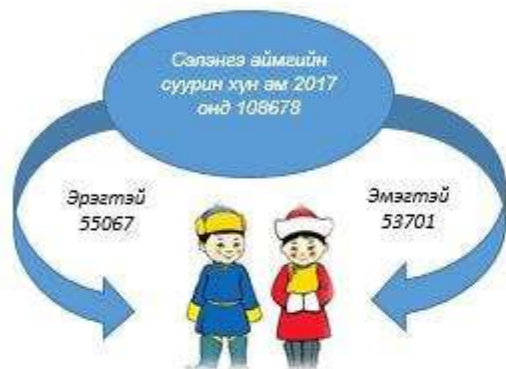 Сэлэнгэ аймгийн
суурин хүн ам 2017
онд 108678
Эрэгтэй
55067
Эмэгтэй
53701